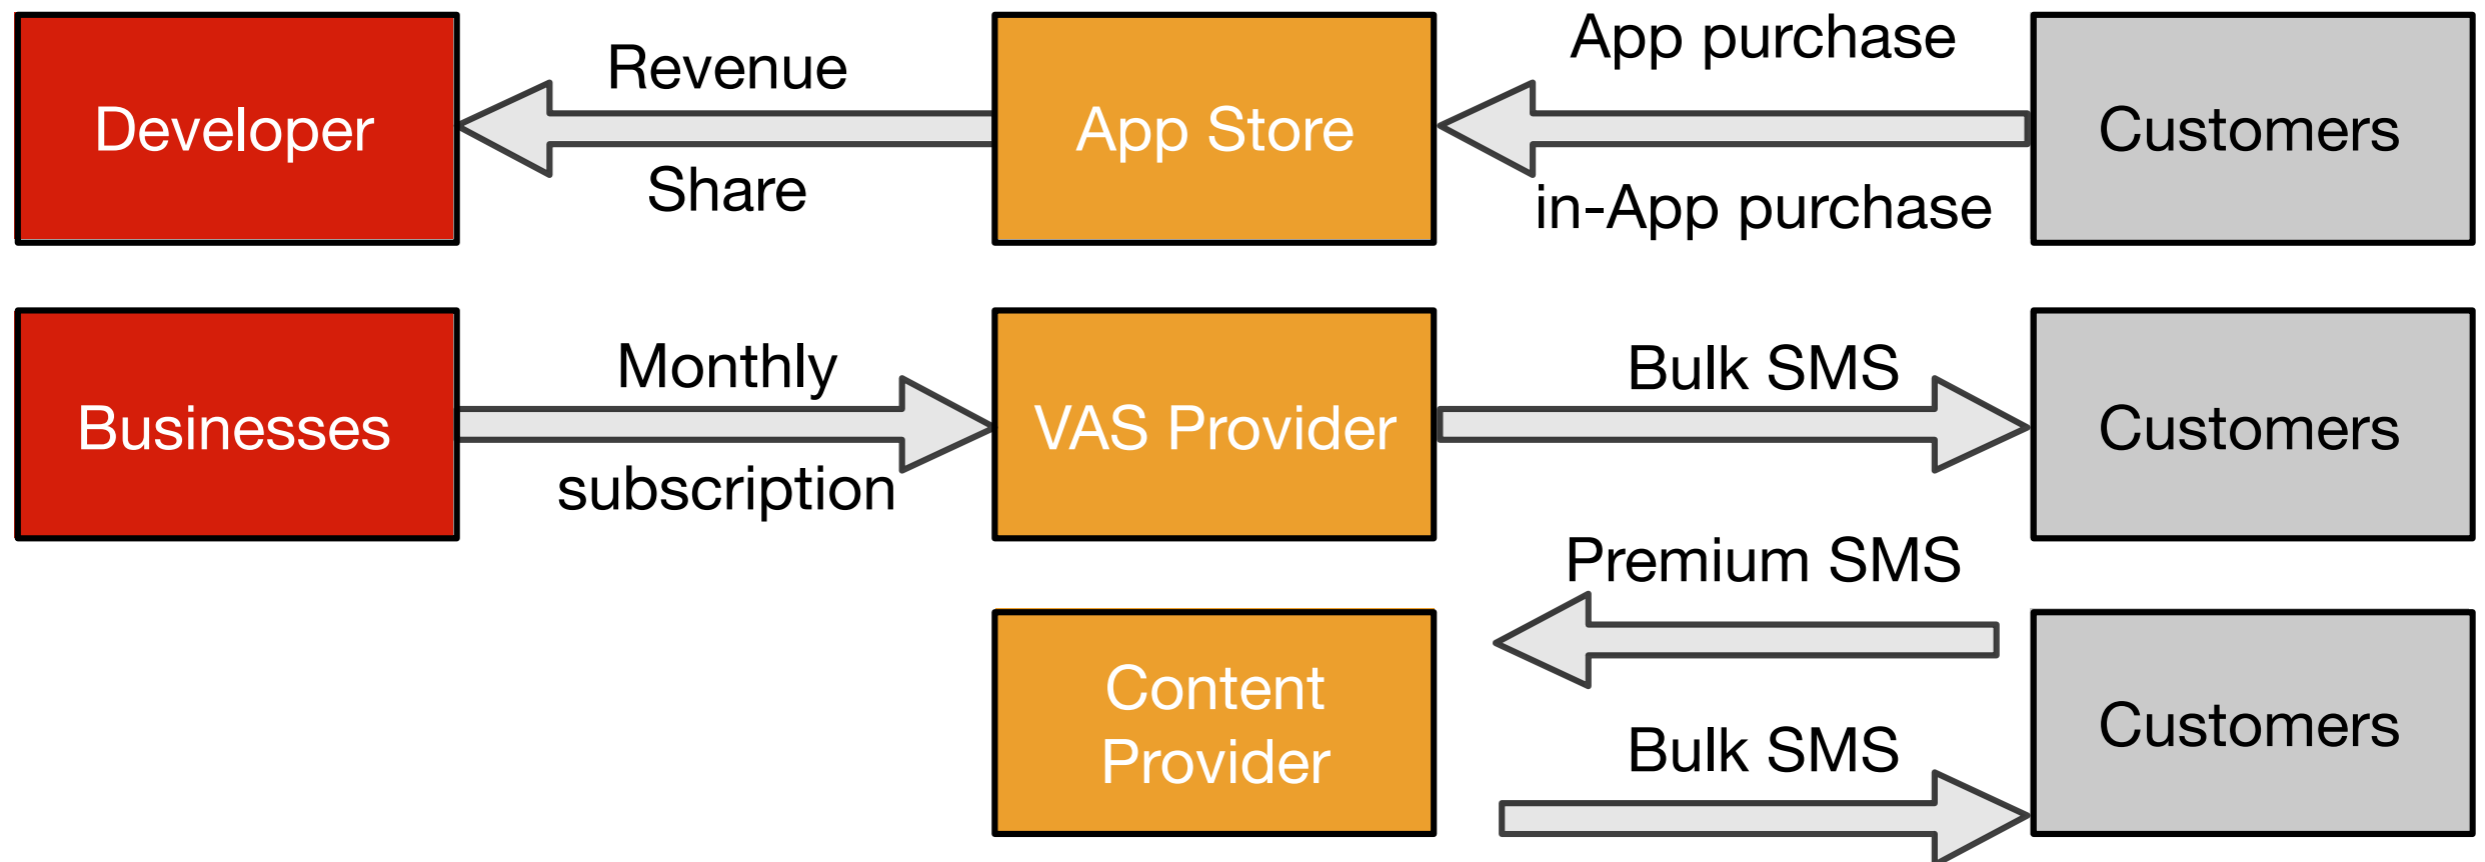 Developer
Revenue
Share
App Store
App purchase
in-App purchase
Customers
Businesses
Monthly
subscription
VAS Provider
Bulk SMS
Customers
Content
Provider
Premium SMS
Bulk SMS
Customers